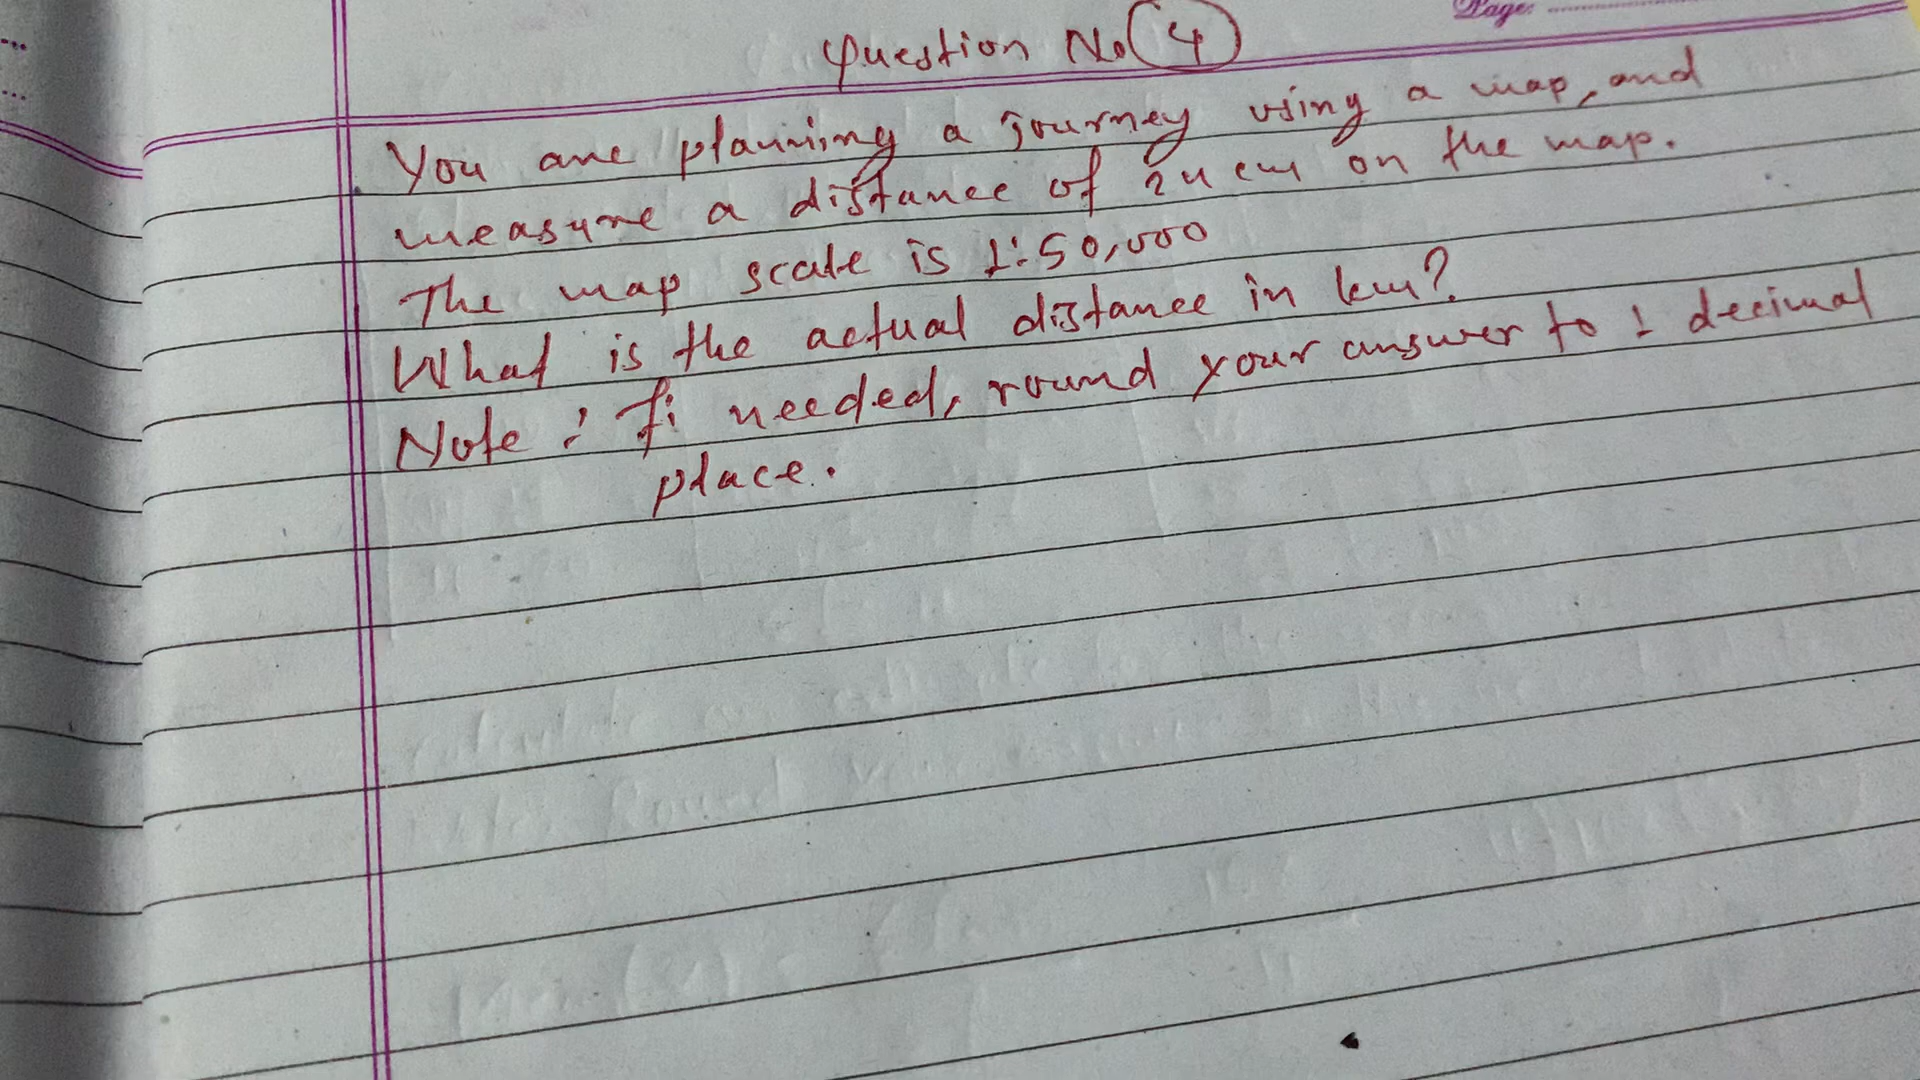 Page:
Question No 4
You are planning a journey using a map, and
measure a distance of 24 cm on the map.
The map scale is 1:50,000
What is the actual distance in km?
Note : If needed, round your answer to 1 decimal
place.